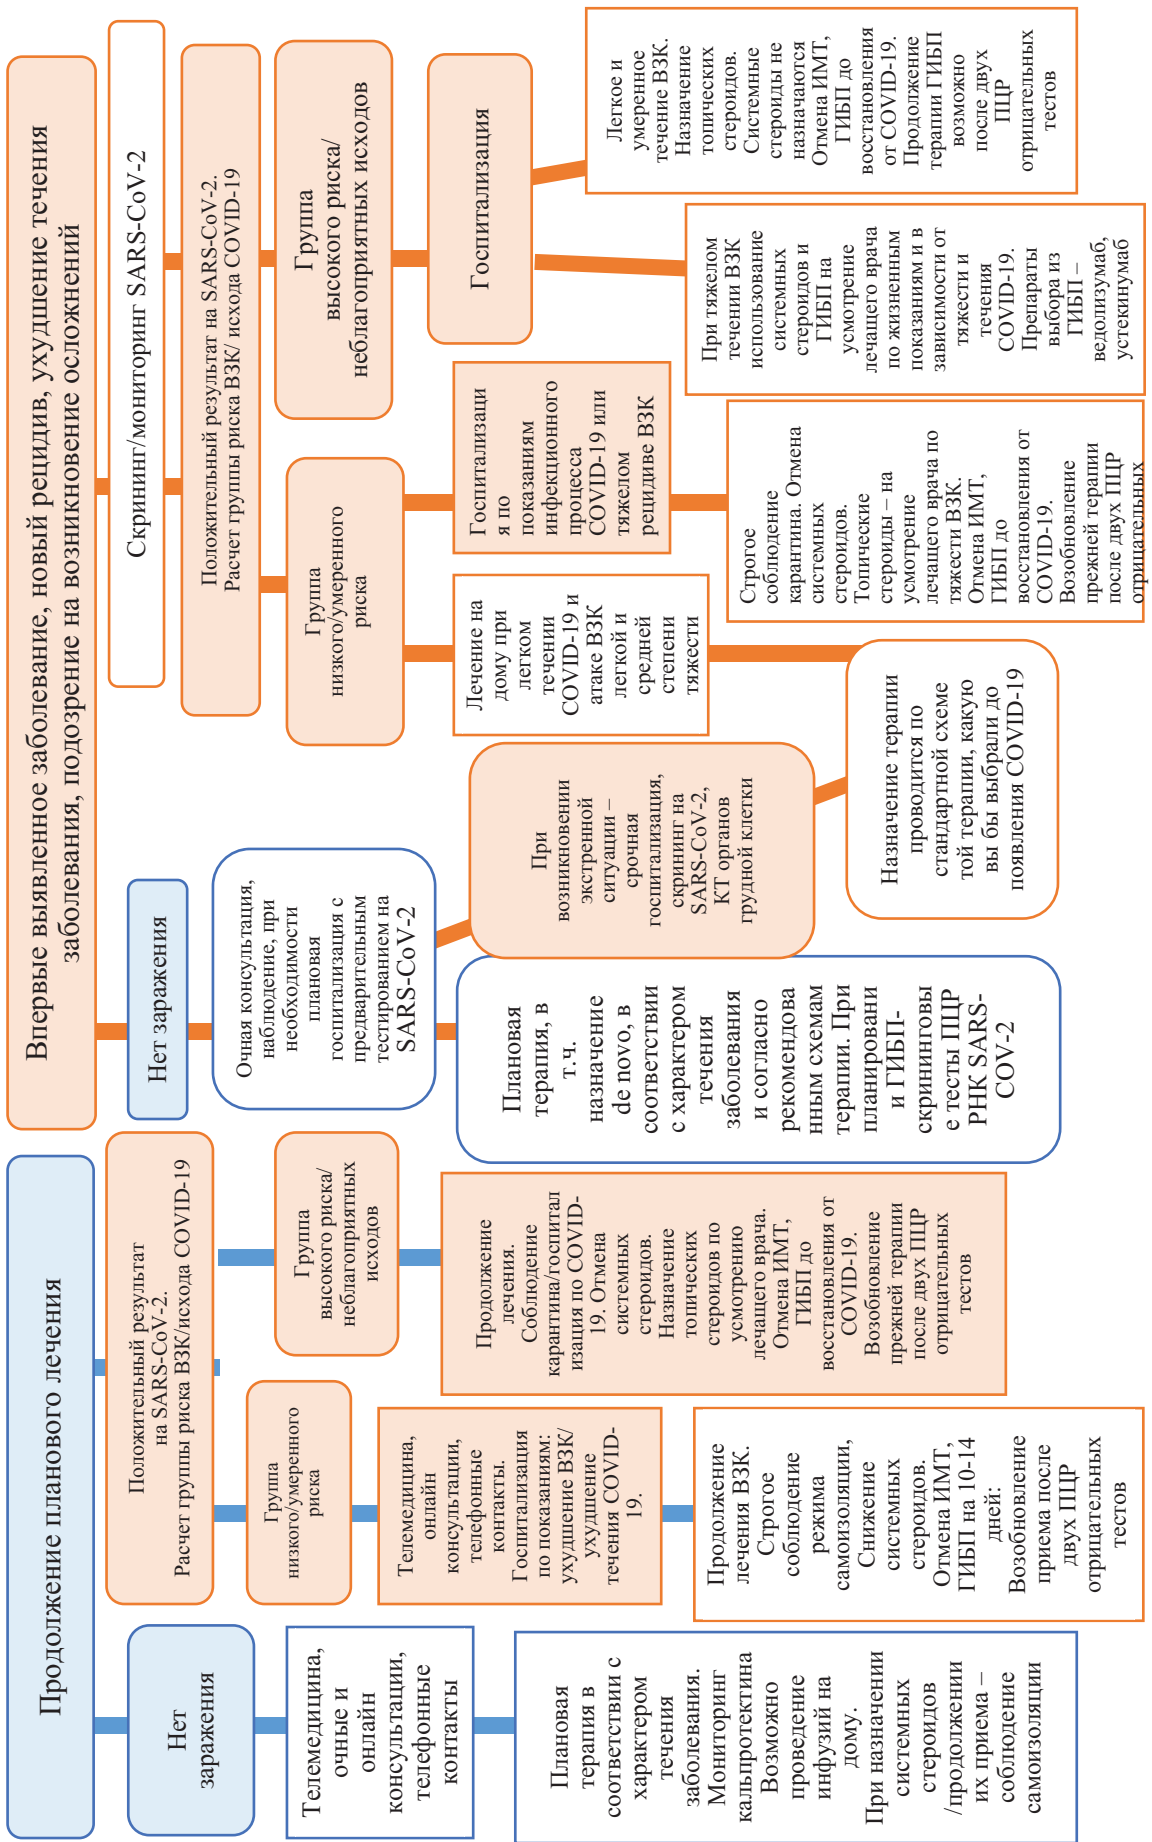 Продолжение планового лечения
Нет
заражения
Телемедицина,
очные и
онлайн
консультации,
телефонные
контакты
Плановая
терапия в
соответствии с
характером
течения
заболевания.
Мониторинг
кальпротектина
Возможно
проведение
инфузий на
дому.
При назначении
системных
стероидов
/продолжении
их приема –
соблюдение
самоизоляции
Положительный результат
на SARS-CoV-2.
Расчет группы риска ВЗК/исхода COVID-19
Группа
низкого/умеренного
риска
Телемедицина,
онлайн
консультации,
телефонные
контакты.
Госпитализация
по показаниям:
ухудшение ВЗК/
ухудшение
течения COVID-
19.
Продолжение
лечения ВЗК.
Строгое
соблюдение
режима
самоизоляции,
Снижение
системных
стероидов.
Отмена ИМТ,
ГИБП на 10-14
дней:
Возобновление
приема после
двух ПЦР
отрицательных
тестов
Группа
высокого риска/
неблагоприятных
исходов
Продолжение
лечения.
Соблюдение
карантина/госпитал
изация по COVID-
19. Отмена
системных
стероидов.
Назначение
топических
стероидов по
усмотрению
лечащего врача.
Отмена ИМТ,
ГИБП до
восстановления от
COVID-19.
Возобновление
прежней терапии
после двух ПЦР
отрицательных
тестов
Впервые выявленное заболевание, новый рецидив, ухудшение течения
заболевания, подозрение на возникновение осложнений
Нет заражения
Очная консультация,
наблюдение, при
необходимости
плановая
госпитализация с
предварительным
тестированием на
SARS-CoV-2
Плановая
терапия, в
т.ч.
назначение
de novo, в
соответствии
с характером
течения
заболевания
и согласно
рекомендова
нным схемам
терапии. При
планировани
и ГИБП-
скрининговы
е тесты ПЦР
РНК SARS-
COV-2
При
возникновении
экстренной
ситуации –
срочная
госпитализация,
скрининг на
SARS-CoV-2,
КТ органов
грудной клетки
Скрининг/мониторинг SARS-CoV-2
Положительный результат на SARS-CoV-2.
Расчет группы риска ВЗК/ исхода COVID-19
Группа
низкого/умеренного
риска
Лечение на
дому при
легком
течении
COVID-19 и
атаке ВЗК
легкой и
средней
степени
тяжести
Назначение терапии
проводится по
стандартной схеме
той терапии, какую
вы бы выбрали до
появления COVID-19
Госпитализаци
я по
показаниям
инфекционного
процесса
COVID-19 или
тяжелом
рецидиве ВЗК
Строгое
соблюдение
карантина. Отмена
системных
стероидов.
Топические
стероиды – на
усмотрение
лечащего врача по
тяжести ВЗК.
Отмена ИМТ,
ГИБП до
восстановления от
COVID-19.
Возобновление
прежней терапии
после двух ПЦР
отрицательных
Группа
высокого риска/
неблагоприятных исходов
Госпитализация
При тяжелом
течении ВЗК
использование
системных
стероидов и
ГИБП на
усмотрение
лечащего врача
по жизненным
показаниям и в
зависимости от
тяжести и
течения
COVID-19.
Препараты
выбора из
ГИБП –
ведолизумаб,
устекинумаб
Легкое и
умеренное
течение ВЗК.
Назначение
топических
стероидов.
Системные
стероиды не
назначаются
Отмена ИМТ,
ГИБП до
восстановления
от COVID-19.
Продолжение
терапии ГИБП
возможно
после двух
ПЦР
отрицательных
тестов